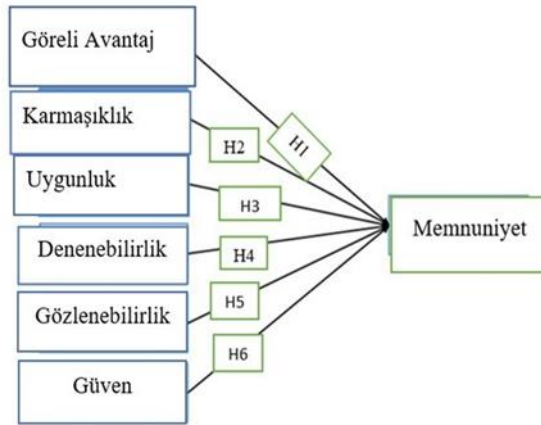 Göreli Avantaj
H1
Karmaşıklık
H2
Uygunluk
H3
Memnuniyet
Denenebilirlik
H4
Gözlenebilirlik
H5
Güven
H6